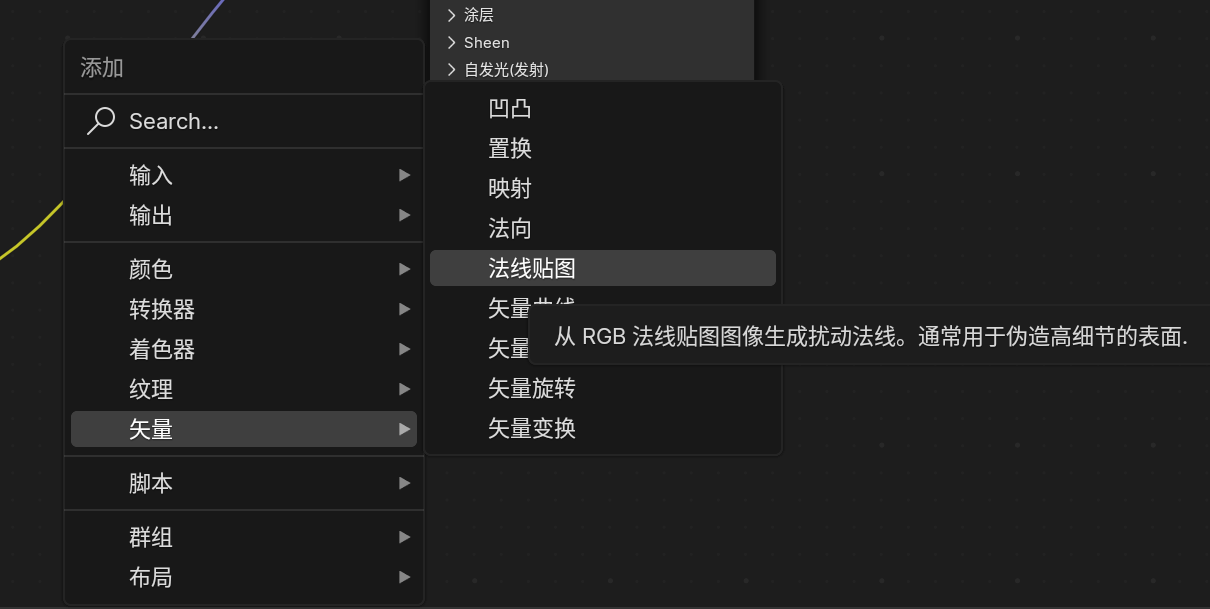 涂层
Sheen
自发光(发射)
添加
Search...
输入
输出
颜色
转换器
着色器
纹理
矢量
脚本
群组
布局
凹凸
置换
映射
法向
法线贴图
矢量
矢量
矢量旋转
矢量变换
从 RGB 法线贴图图像生成扰动法线。通常用于伪造高细节的表面.